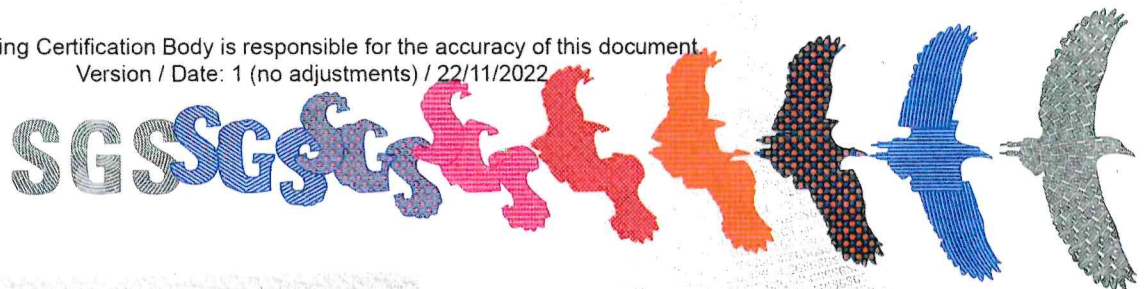 ing Certification Body is responsible for the accuracy of this document.
Version / Date: 1 (no adjustments) / 22/11/2022
SGS SGS SGS